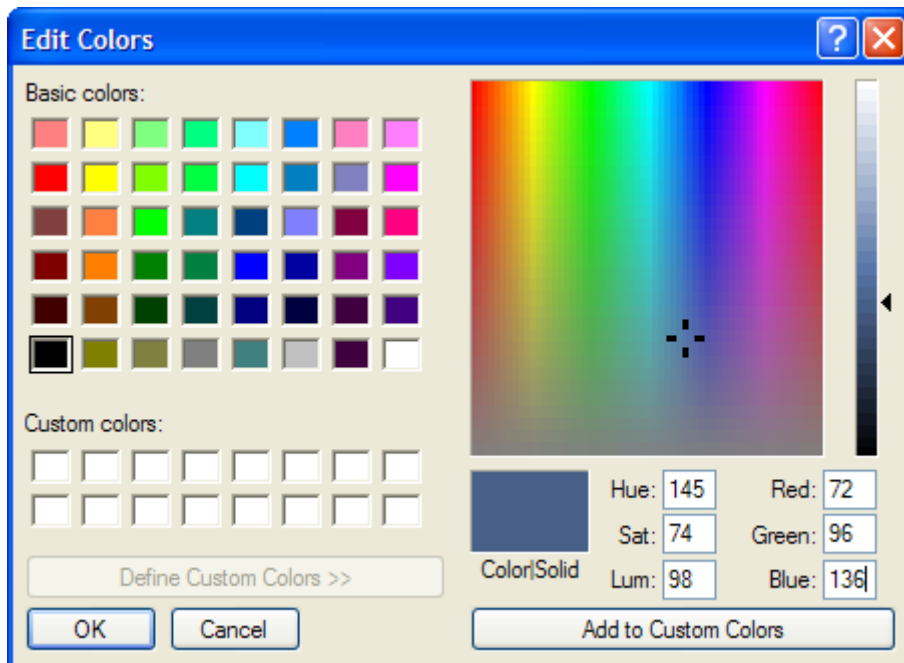 Edit Colors
Basic colors:
Custom colors:
Define Custom Colors >>
OK Cancel
Color|Solid
Hue: 145 Red: 72
Sat: 74 Green: 96
Lum: 98 Blue: 136
Add to Custom Colors